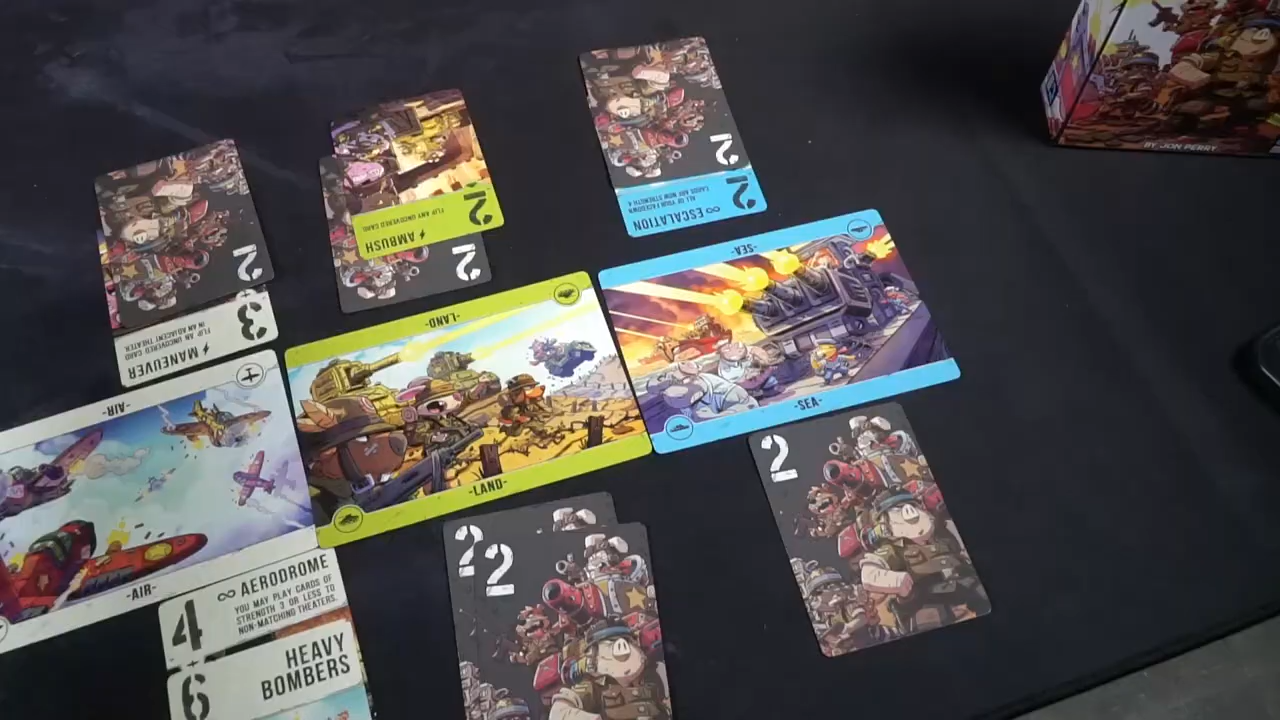 BY JON PERRY
2
2
∞ ESCALATION
ALL OF YOUR FACEDOWN
CARDS ARE NOW STRENGTH 4
2
AMBUSH
FLIP ANY UNCOVERED CARD.
2
2
3
MANEUVER
FLIP AN UNCOVERED CARD
IN AN ADJACENT THEATER.
-SEA-
-SEA-
-LAND-
-LAND-
-AIR-
-AIR-
4
∞ AERODROME
YOU MAY PLAY CARDS OF
STRENGTH 3 OR LESS TO
NON-MATCHING THEATERS.
6
HEAVY
BOMBERS
2
2
2